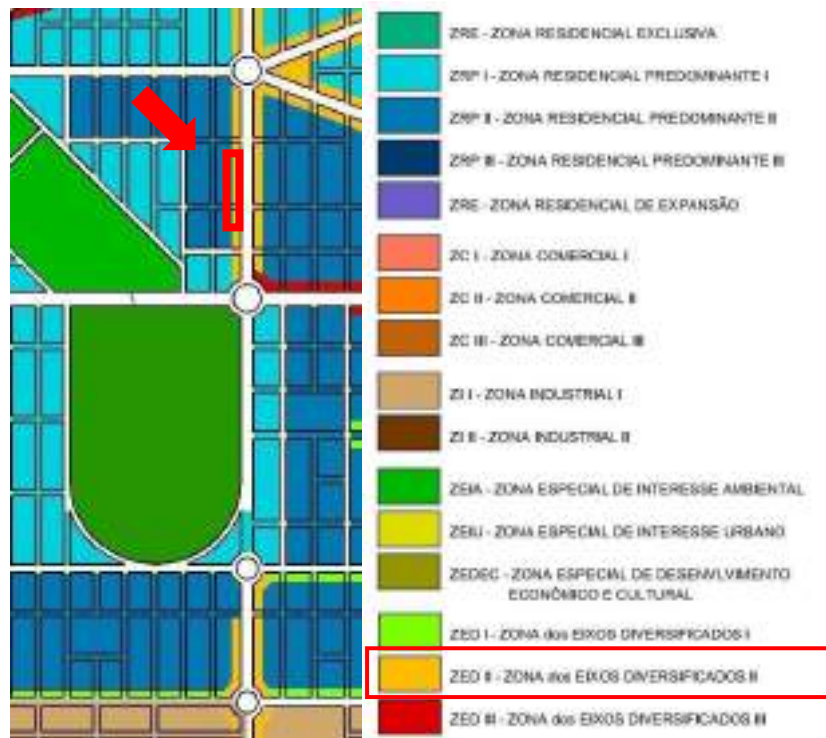 ZRE - ZONA RESIDENCIAL EXCLUSIVA
ZRP I - ZONA RESIDENCIAL PREDOMINANTE I
ZRP II - ZONA RESIDENCIAL PREDOMINANTE II
ZRP III - ZONA RESIDENCIAL PREDOMINANTE III
ZRE - ZONA RESIDENCIAL DE EXPANSÃO
ZC I - ZONA COMERCIAL I
ZC II - ZONA COMERCIAL II
ZC III - ZONA COMERCIAL III
ZI I - ZONA INDUSTRIAL I
ZI II - ZONA INDUSTRIAL II
ZEIA - ZONA ESPECIAL DE INTERESSE AMBIENTAL
ZEIU - ZONA ESPECIAL DE INTERESSE URBANO
ZEDEC - ZONA ESPECIAL DE DESENVLVIMENTO
ECONÔMICO E CULTURAL
ZED I - ZONA dos EIXOS DIVERSIFICADOS I
ZED II - ZONA dos EIXOS DIVERSIFICADOS II
ZED III - ZONA dos EIXOS DIVERSIFICADOS III